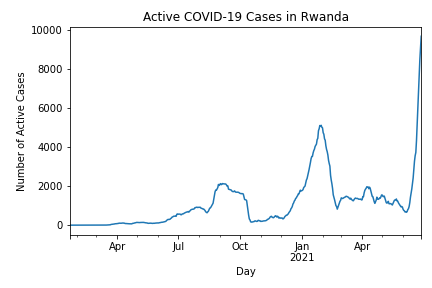 Active COVID-19 Cases in Rwanda
Number of Active Cases
10000
8000
6000
4000
2000
0
Apr Jul Oct Jan Apr
2021
Day